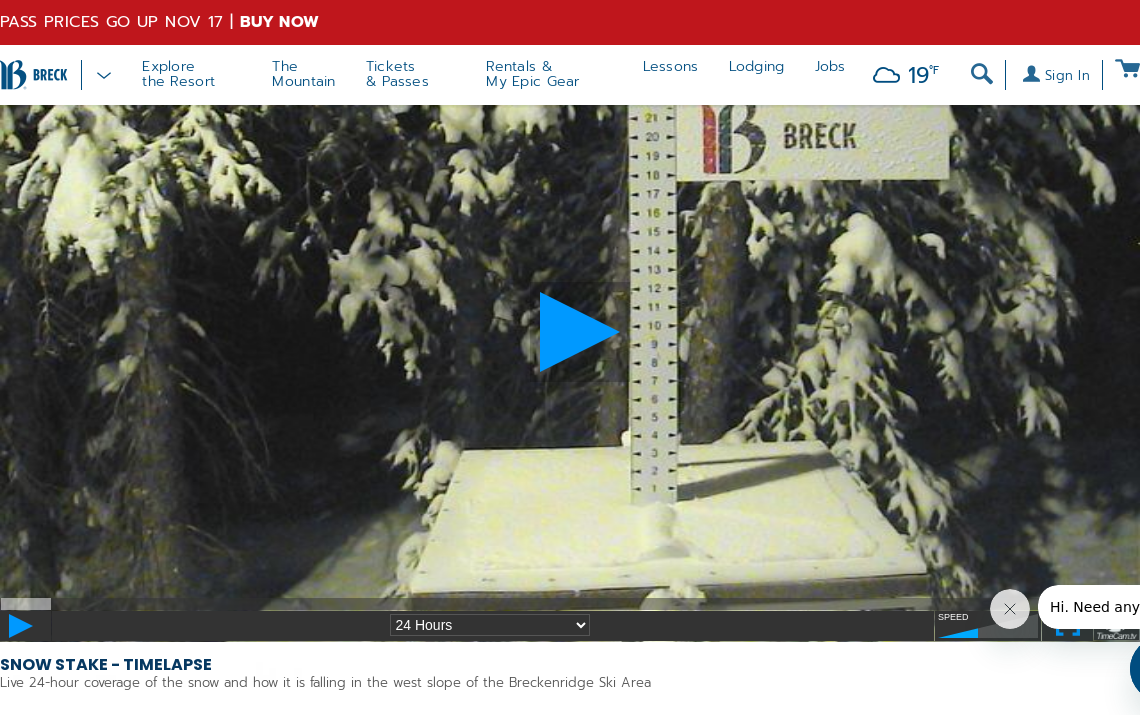 PASS PRICES GO UP NOV 17 | BUY NOW
BRECK
Explore
the Resort
The
Mountain
Tickets
& Passes
Rentals &
My Epic Gear
Lessons
Lodging
Jobs
19°F
Sign In
BRECK
21
20
19
18
17
16
15
14
13
12
11
10
9
8
7
6
5
4
3
2
1
Hi. Need any
24 Hours
SPEED
TimeCam.tv
SNOW STAKE - TIMELAPSE
Live 24-hour coverage of the snow and how it is falling in the west slope of the Breckenridge Ski Area